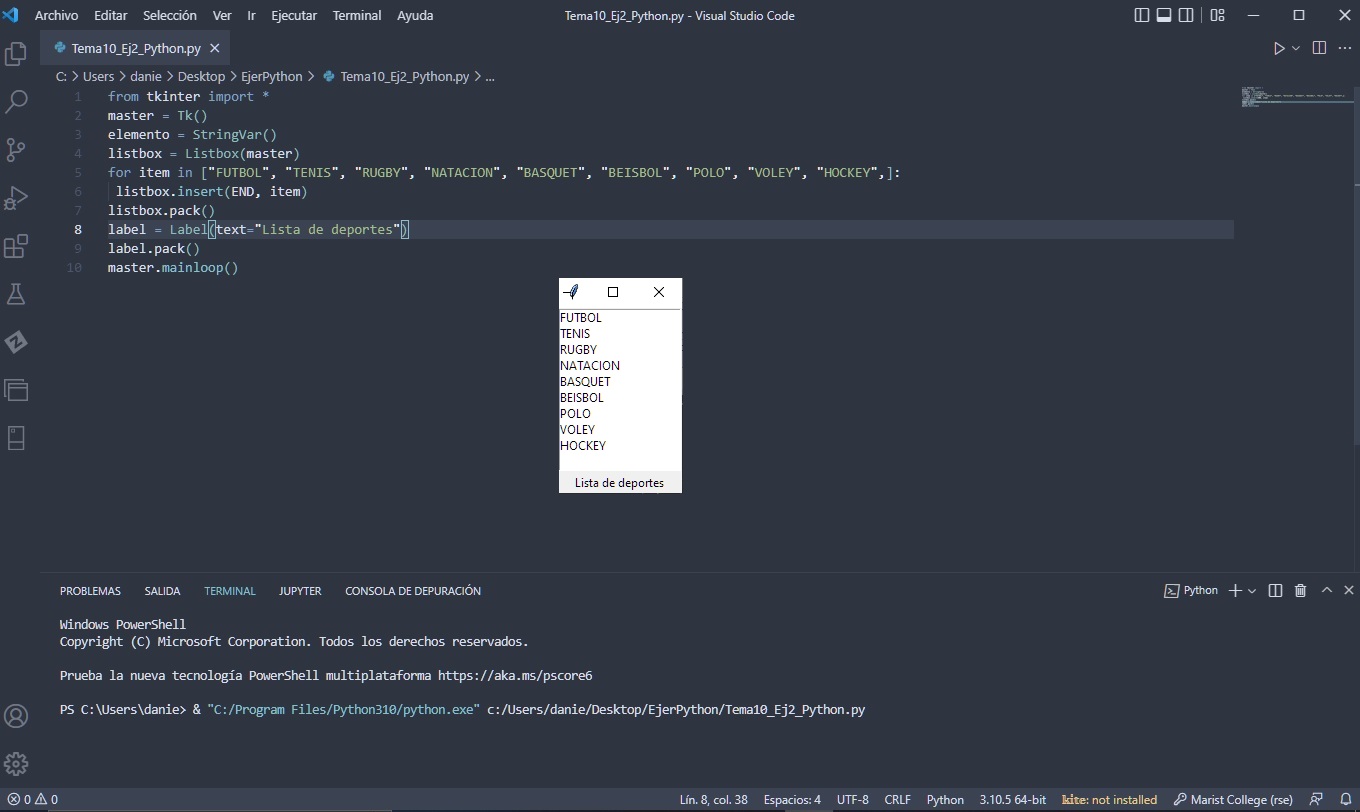 Archivo Editar Selección Ver Ir Ejecutar Terminal Ayuda Tema10_Ej2_Python.py - Visual Studio Code
Tema10_Ej2_Python.py
C: > Users > danie > Desktop > EjerPython > Tema10_Ej2_Python.py > ...
1 from tkinter import *
2 master = Tk()
3 elemento = StringVar()
4 listbox = Listbox(master)
5 for item in ["FUTBOL", "TENIS", "RUGBY", "NATACION", "BASQUET", "BEISBOL", "POLO", "VOLEY", "HOCKEY",]:
6  listbox.insert(END, item)
7 listbox.pack()
8 label = Label(text="Lista de deportes")
9 label.pack()
10 master.mainloop()
FUTBOL
TENIS
RUGBY
NATACION
BASQUET
BEISBOL
POLO
VOLEY
HOCKEY
Lista de deportes
PROBLEMAS SALIDA TERMINAL JUPYTER CONSOLA DE DEPURACIÓN Python
Windows PowerShell
Copyright (C) Microsoft Corporation. Todos los derechos reservados.
Prueba la nueva tecnología PowerShell multiplataforma https://aka.ms/pscore6
PS C:\Users\danie> & "C:/Program Files/Python310/python.exe" c:/Users/danie/Desktop/EjerPython/Tema10_Ej2_Python.py
0 0 Lín. 8, col. 38 Espacios: 4 UTF-8 CRLF Python 3.10.5 64-bit kite: not installed Marist College (rse)